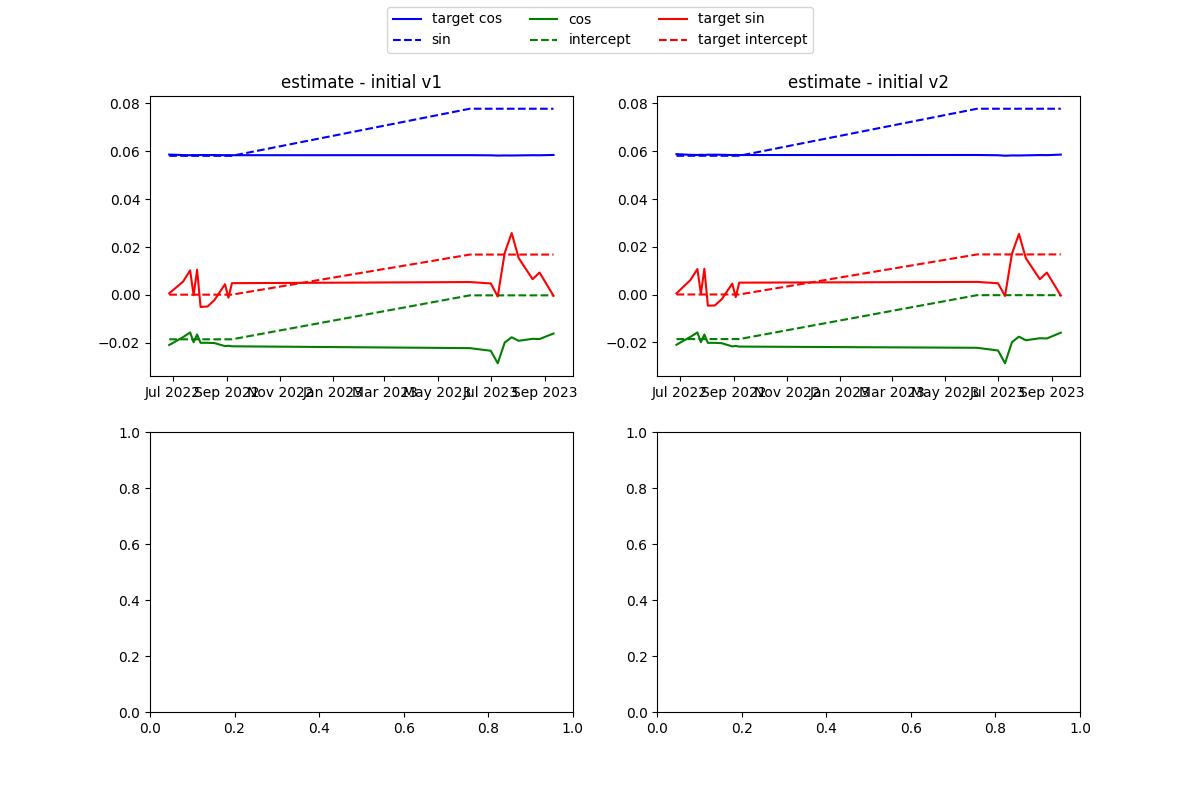 target cos cos target sin
sin intercept target intercept
estimate - initial v1 estimate - initial v2
0.08 0.08
0.06 0.06
0.04 0.04
0.02 0.02
0.00 0.00
−0.02 −0.02
Jul 2022 Sep 2022 Nov 2022 Jan 2023 Mar 2023 May 2023 Jul 2023 Sep 2023 Jul 2022 Sep 2022 Nov 2022 Jan 2023 Mar 2023 May 2023 Jul 2023 Sep 2023
1.0 1.0
0.8 0.8
0.6 0.6
0.4 0.4
0.2 0.2
0.0 0.0
0.0 0.2 0.4 0.6 0.8 1.0 0.0 0.2 0.4 0.6 0.8 1.0